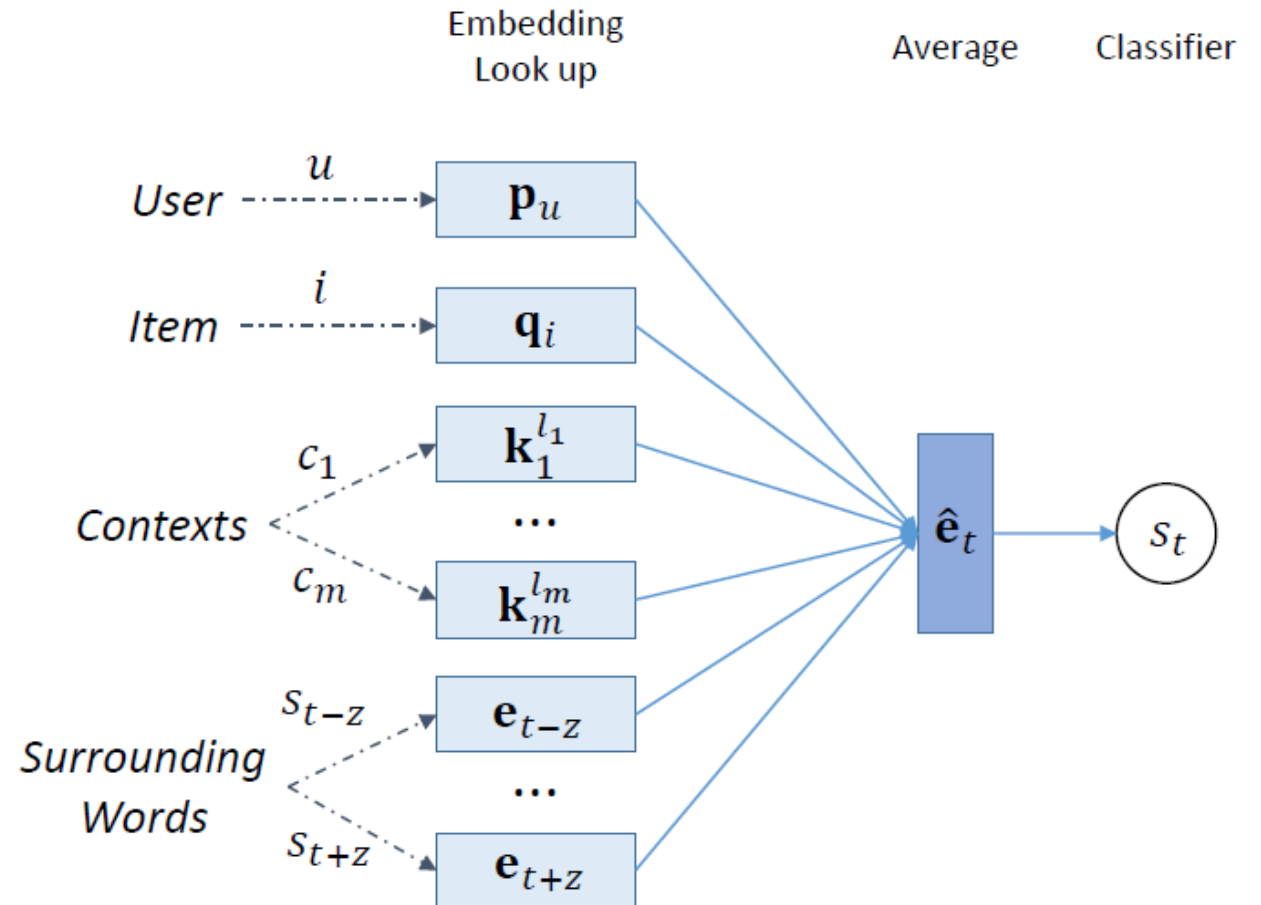 Embedding
Look up
Average
Classifier
User
u
𝐩_u
Item
i
𝐪_i
Contexts
c_1
𝐤_1^{l_1}
...
c_m
𝐤_m^{l_m}
Surrounding
Words
s_{t−z}
𝐞_{t−z}
...
s_{t+z}
𝐞_{t+z}
𝐞̂_t
s_t